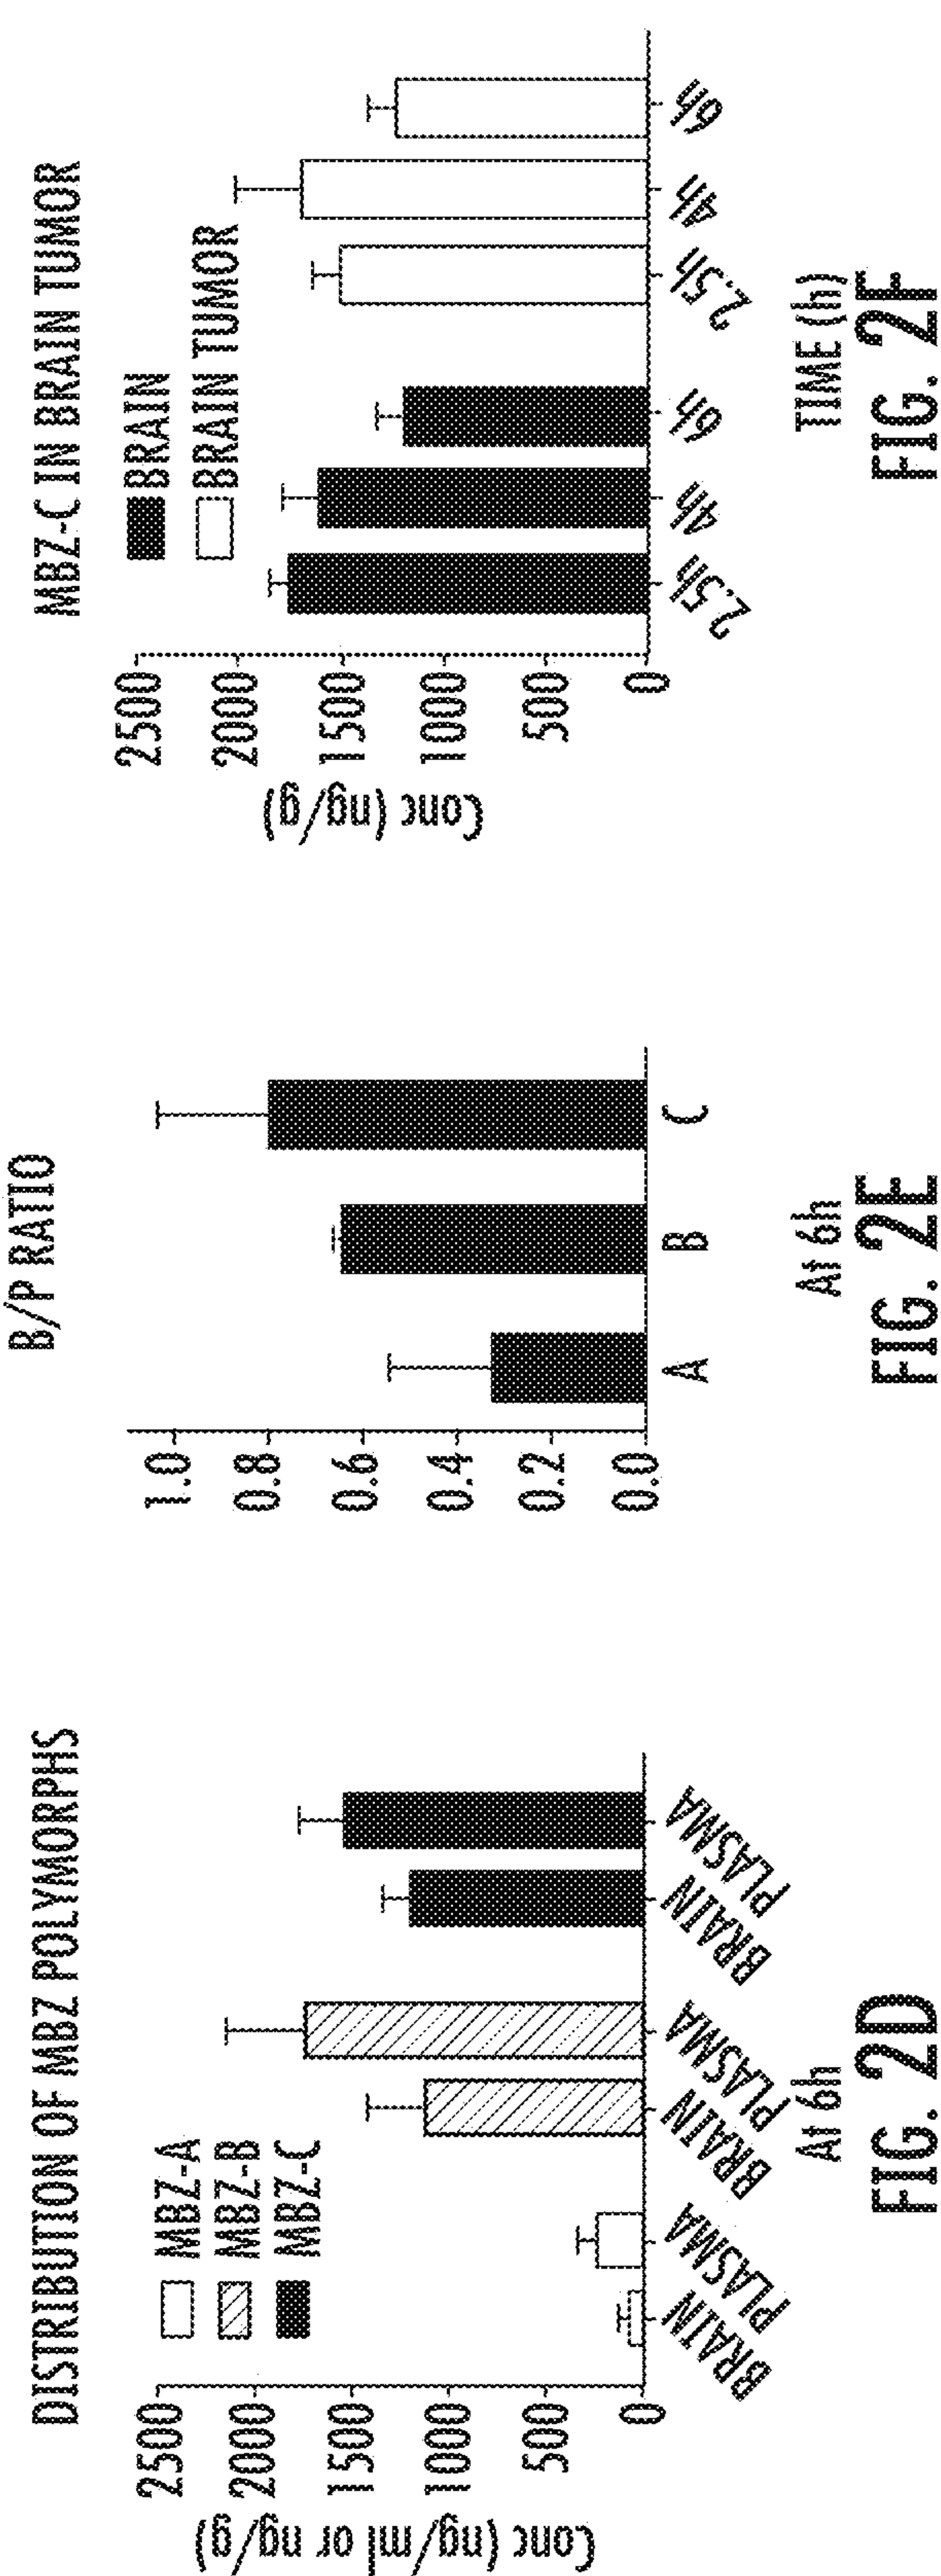 DISTRIBUTION OF MBZ POLYMORPHS
MBZ-A
MBZ-B
MBZ-C
Conc (ng/ml or ng/g)
2500
2000
1500
1000
500
0
BRAIN
PLASMA
BRAIN
PLASMA
BRAIN
PLASMA
At 6h
FIG. 2D
B/P RATIO
1.0
0.8
0.6
0.4
0.2
0.0
A
B
C
At 6h
FIG. 2E
MBZ-C IN BRAIN TUMOR
BRAIN
BRAIN TUMOR
Conc (ng/g)
2500
2000
1500
1000
500
0
2.5h
4h
6h
2.5h
4h
6h
TIME (h)
FIG. 2F